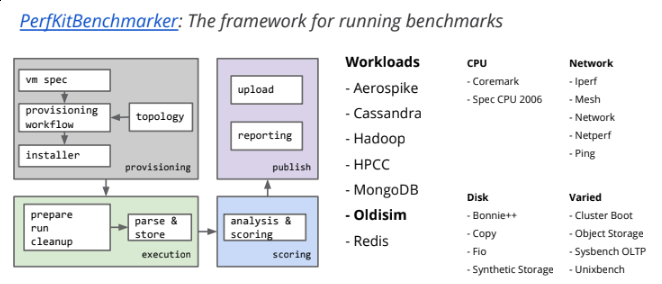 PerfKitBenchmarker: The framework for running benchmarks
vm spec
provisioning
workflow
topology
installer
provisioning
upload
reporting
publish
prepare
run
cleanup
parse &
store
execution
analysis &
scoring
scoring
Workloads
- Aerospike
- Cassandra
- Hadoop
- HPCC
- MongoDB
- Oldisim
- Redis
CPU
- Coremark
- Spec CPU 2006
Network
- Iperf
- Mesh
- Network
- Netperf
- Ping
Disk
- Bonnie++
- Copy
- Fio
- Synthetic Storage
Varied
- Cluster Boot
- Object Storage
- Sysbench OLTP
- Unixbench